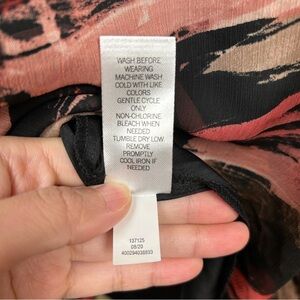 WASH BEFORE
WEARING
MACHINE WASH
COLD WITH LIKE
COLORS
GENTLE CYCLE
ONLY
NON-CHLORINE
BLEACH WHEN
NEEDED
TUMBLE DRY LOW
REMOVE
PROMPTLY
COOL IRON IF
NEEDED
137125
08/20
400294038833